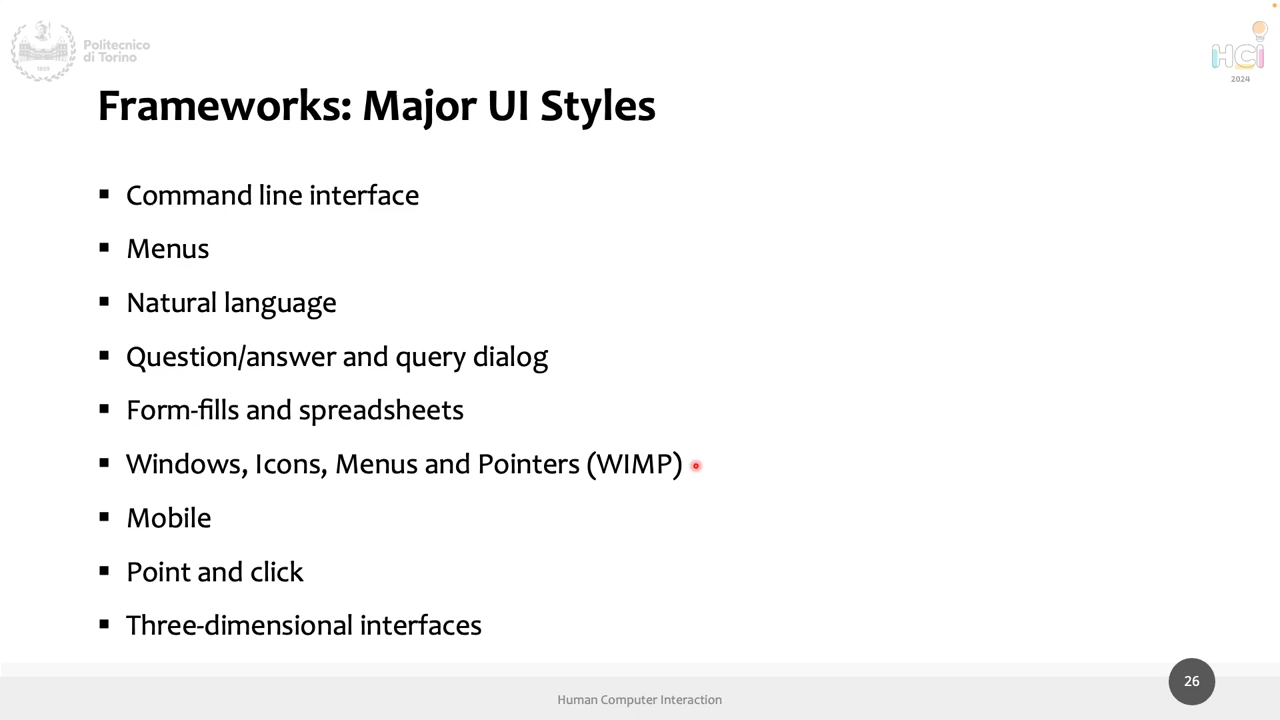 Politecnico
di Torino
1859
HCI
2024
Frameworks: Major UI Styles
▪ Command line interface
▪ Menus
▪ Natural language
▪ Question/answer and query dialog
▪ Form-fills and spreadsheets
▪ Windows, Icons, Menus and Pointers (WIMP)
▪ Mobile
▪ Point and click
▪ Three-dimensional interfaces
Human Computer Interaction
26